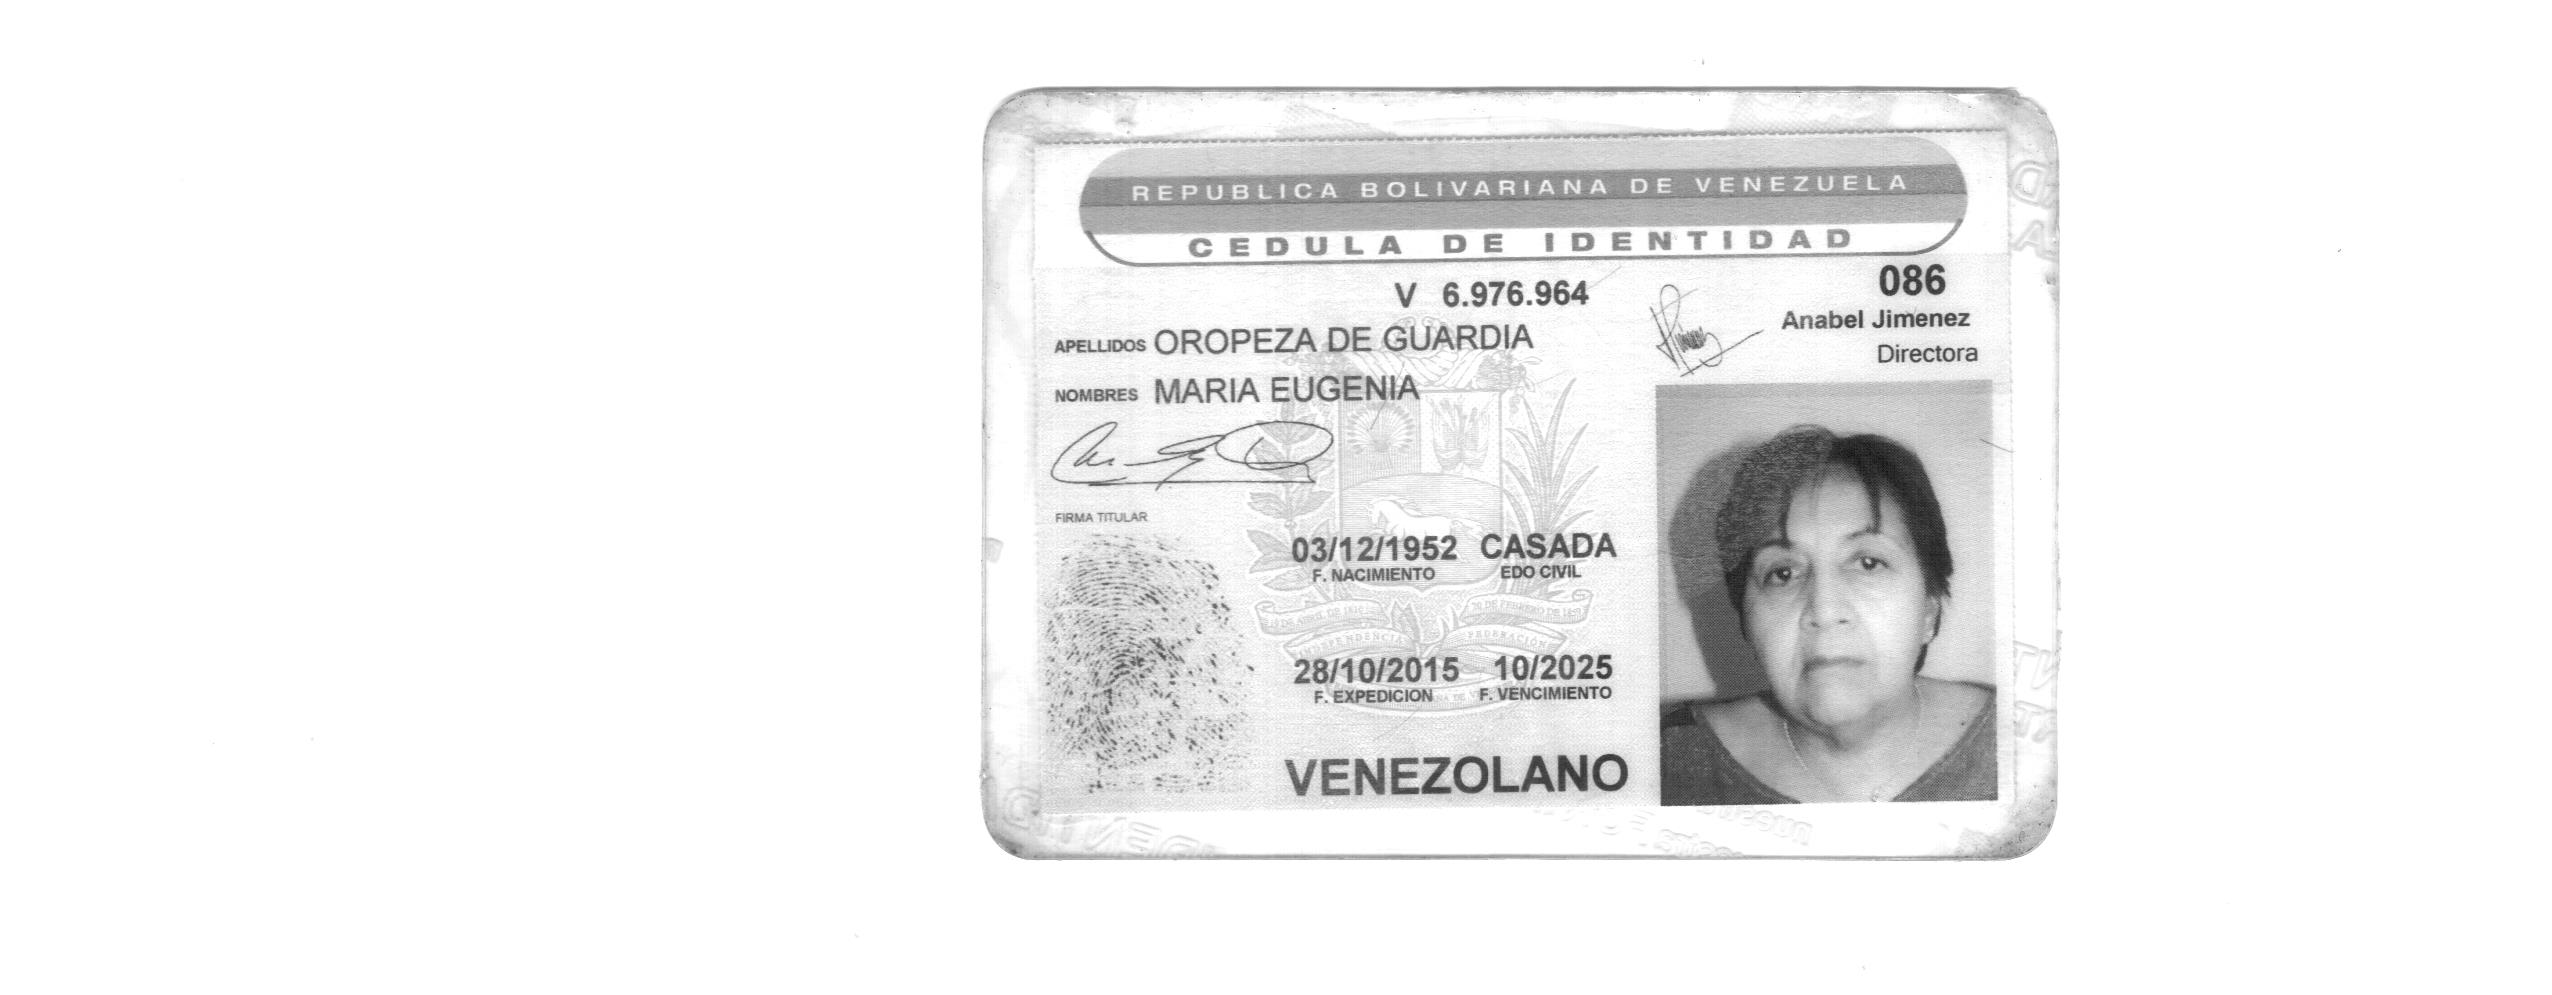 REPUBLICA BOLIVARIANA DE VENEZUELA
CEDULA DE IDENTIDAD
V 6.976.964
086
Anabel Jimenez
Directora
APELLIDOS OROPEZA DE GUARDIA
NOMBRES MARIA EUGENIA
FIRMA TITULAR
03/12/1952 CASADA
F. NACIMIENTO EDO CIVIL
19 DE ABRIL DE 1810 20 DE FEBRERO DE 1859
INDEPENDENCIA FEDERACIÓN
28/10/2015 10/2025
F. EXPEDICION F. VENCIMIENTO
VENEZOLANO